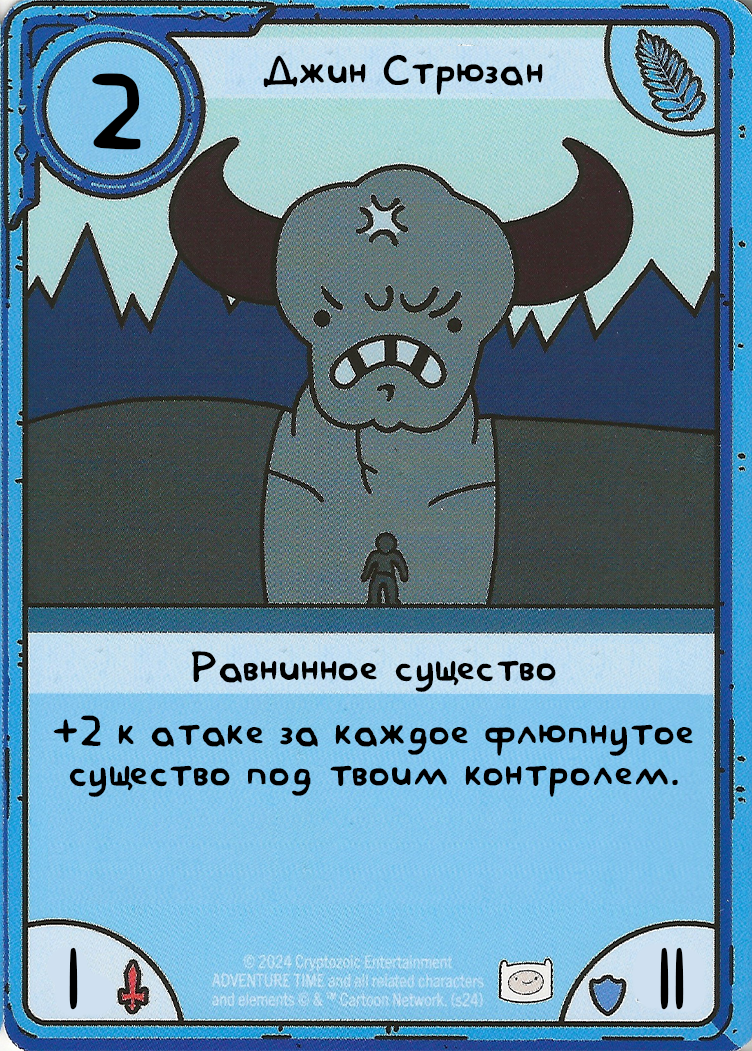 2
Джин Стрюзан
Равнинное существо
+2 к атаке за каждое флюпнутое
существо под твоим контролем.
1
11
© 2024 Cryptozoic Entertainment
ADVENTURE TIME and all related characters
and elements © & ™ Cartoon Network. (s24)